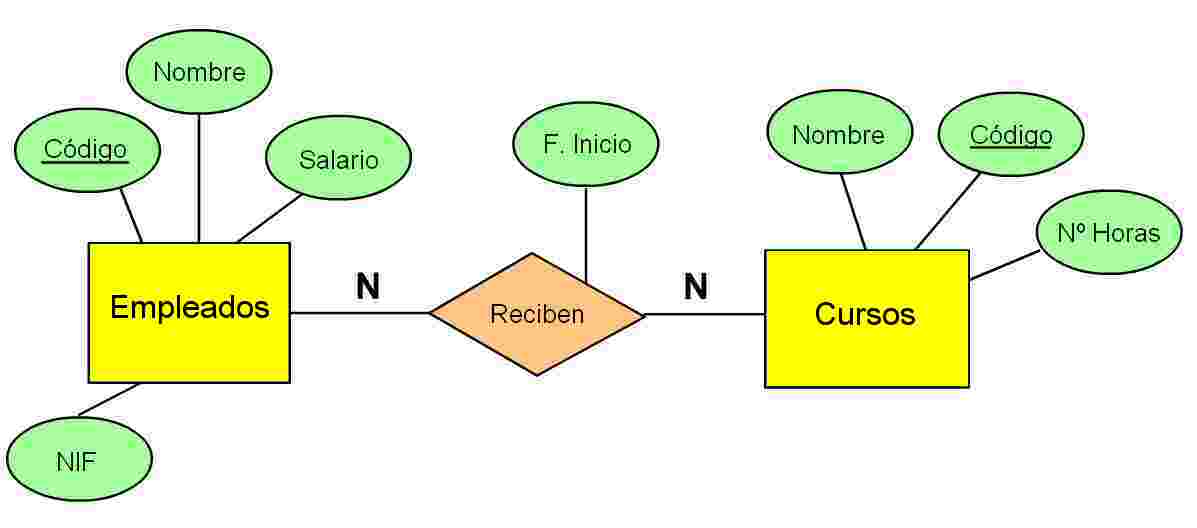 Nombre
Código
Salario
F. Inicio
Nombre
Código
Nº Horas
Empleados
N
Reciben
N
Cursos
NIF